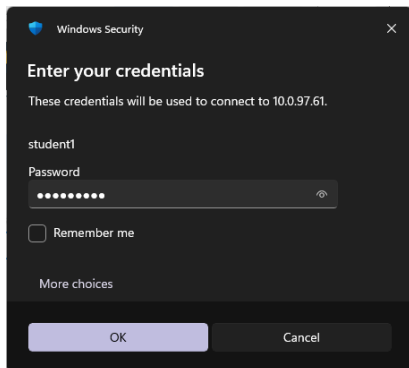 Windows Security
Enter your credentials
These credentials will be used to connect to 10.0.97.61.
student1
Password
•••••••••
Remember me
More choices
OK
Cancel